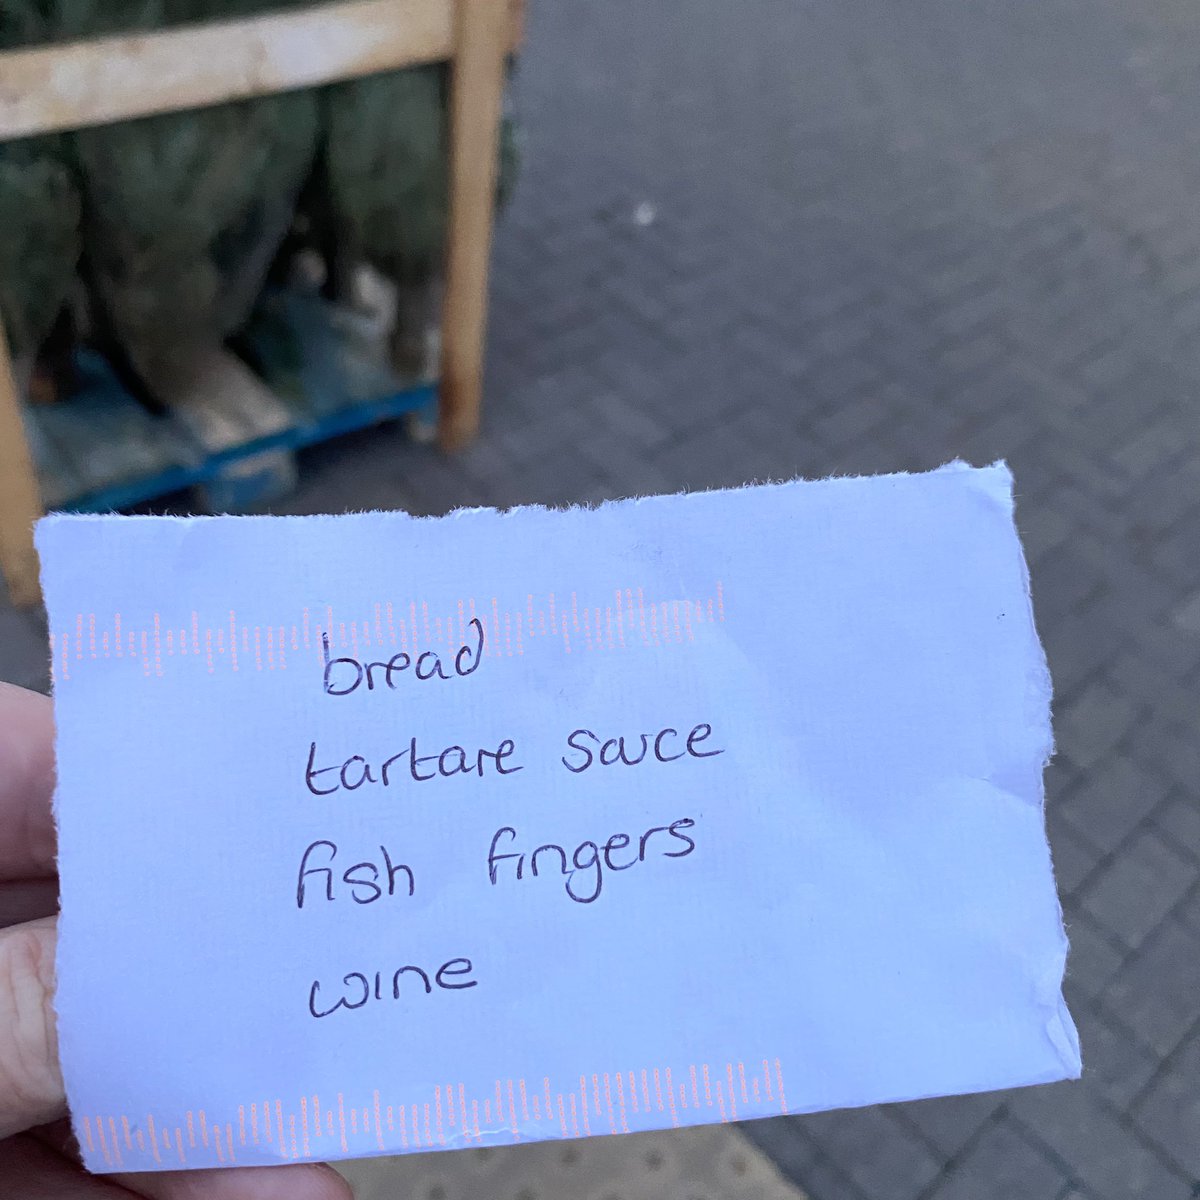 bread
tartare sauce
fish fingers
wine